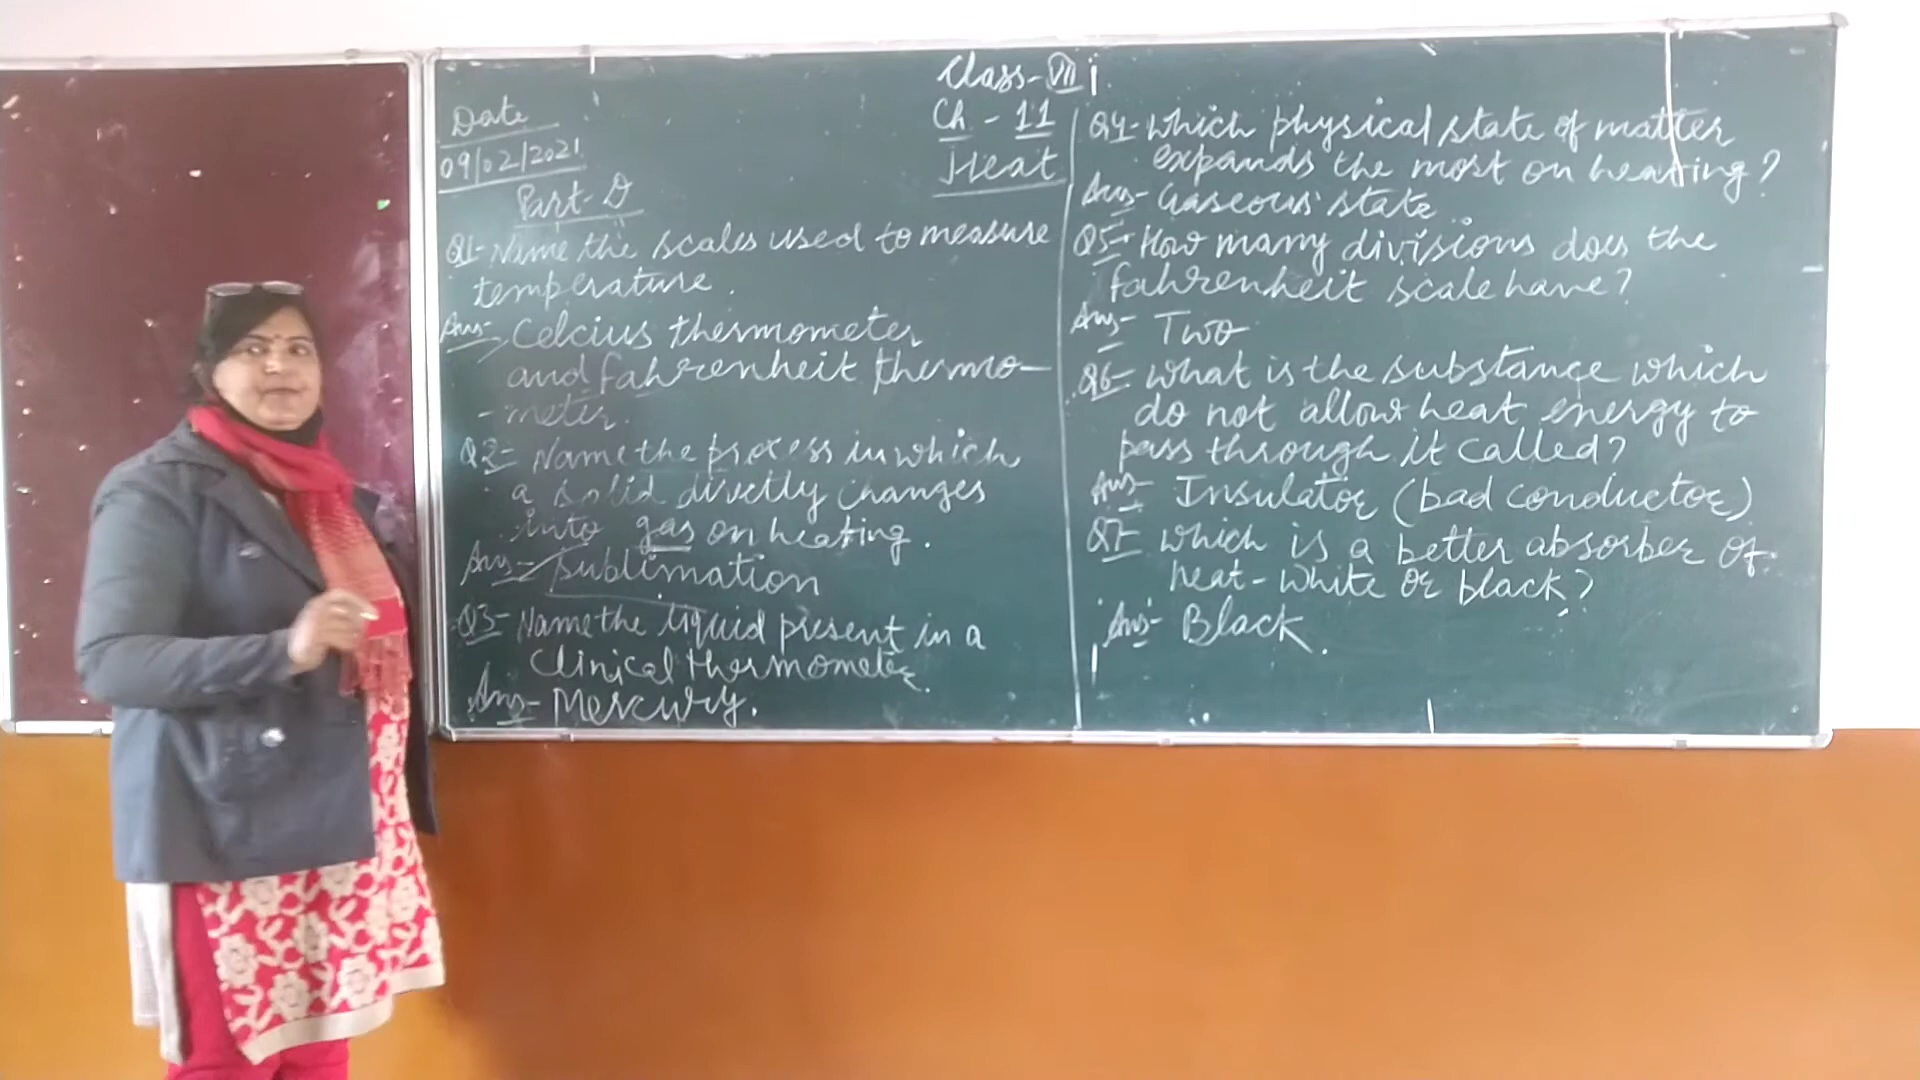 Class-VII
Date
09/02/2021
Ch - 11
Heat
Part-D
Q1- Name the scales used to measure
temperature.
Ans- Celcius thermometer
and fahrenheit thermo-
- meter.
Q2- Name the process in which
a solid directly changes
into gas on heating.
Ans- Sublimation
Q3- Name the liquid present in a
Clinical thermometer.
Ans- Mercury.
Q4- Which physical state of matter
expands the most on heating?
Ans- Gaseous state.
Q5- How many divisions does the
fahrenheit scale have?
Ans- Two
Q6- What is the substance which
do not allow heat energy to
pass through it called?
Ans- Insulator (bad conductor)
Q7- Which is a better absorber of
heat - white or black?
Ans- Black.